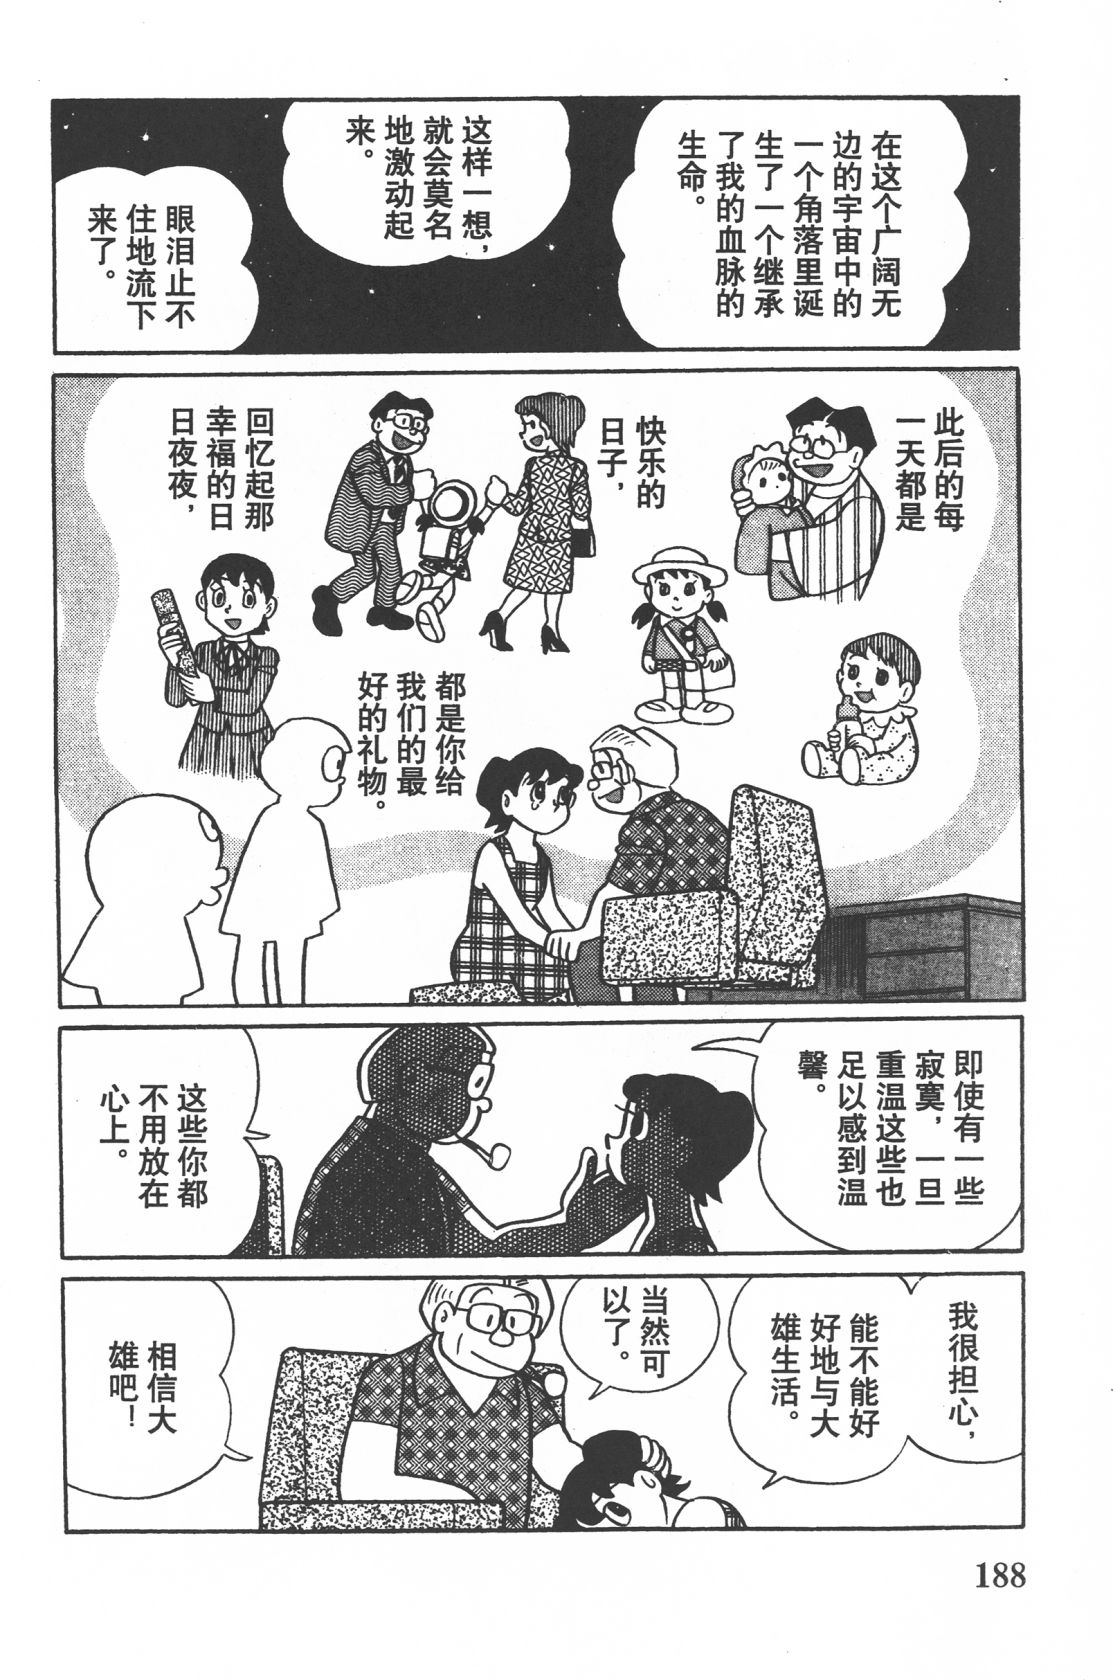 在这个广阔无
边的宇宙中的
一个角落里诞
生了一个继承
了我的血脉的
生命。
这样一想，
就会莫名
地激动起
来。
眼泪止不
住地流下
来了。
此后的每
一天都是
快乐的
日子，
回忆起那
幸福的日
日夜夜，
都是你给
我们的最
好的礼物。
即使有一些
寂寞，一旦
重温这些也
足以感到温
馨。
这些你都
不用放在
心上。
我很担心，
能不能好
好地与大
雄生活。
当然可
以了。
相信大
雄吧！
188